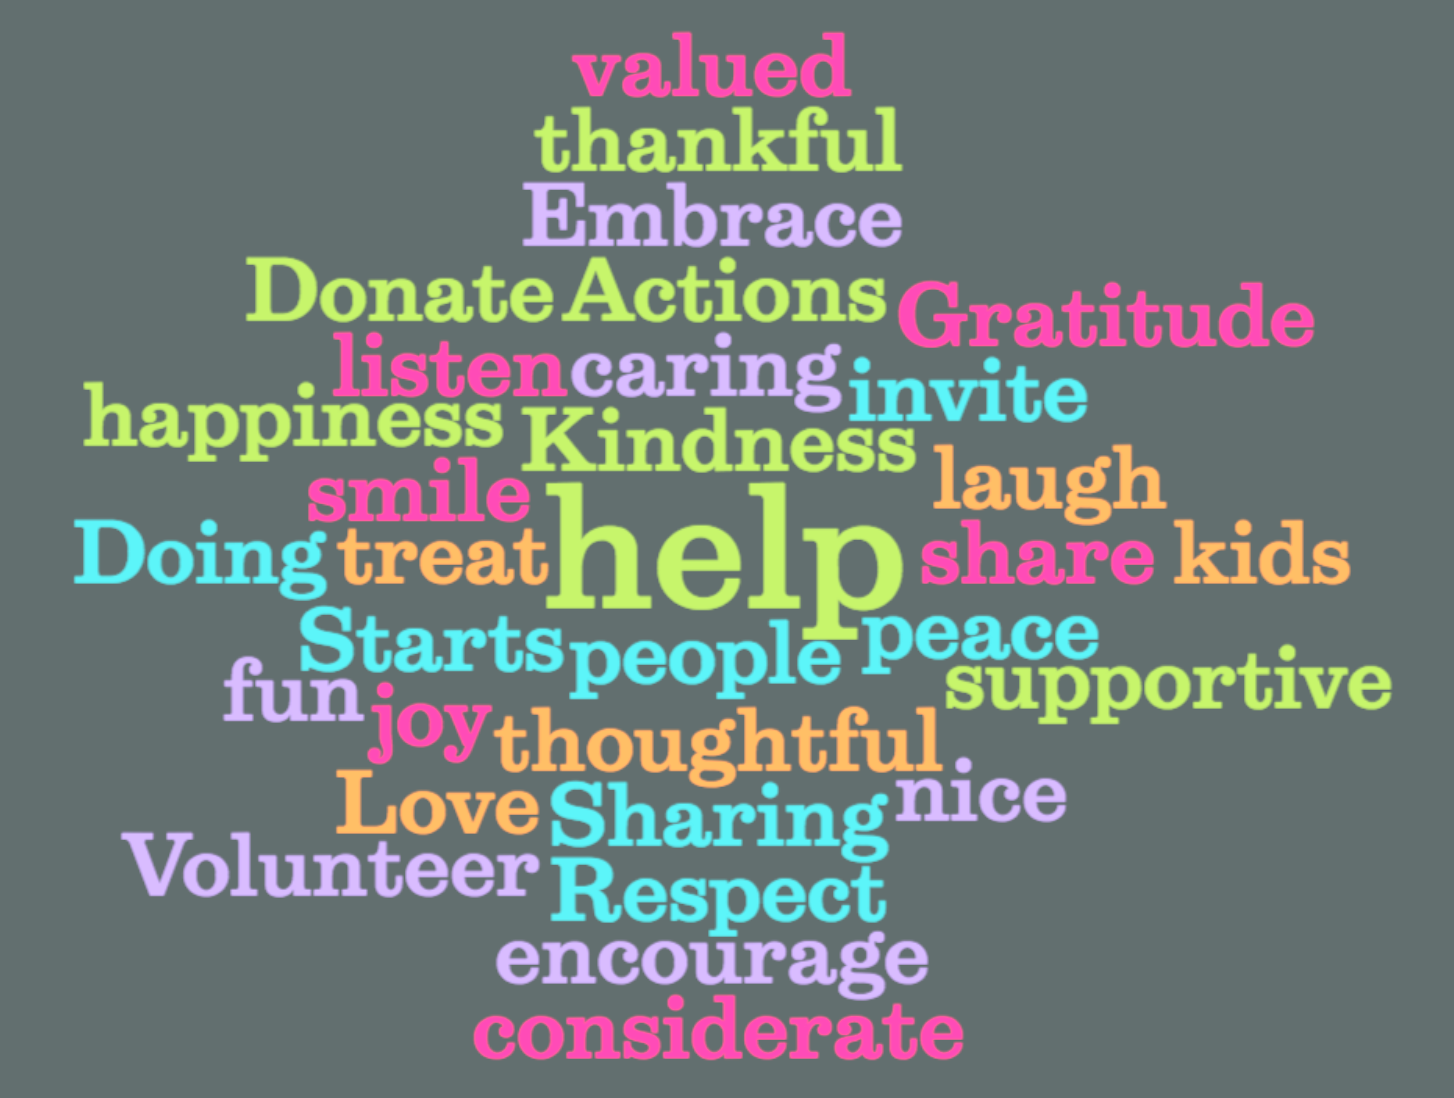 valued
thankful
Embrace
Donate Actions Gratitude
listen caring invite
happiness Kindness
smile laugh
Doing treat help share kids
Starts people peace
fun supportive
joy thoughtful
Love Sharing nice
Volunteer Respect
encourage
considerate